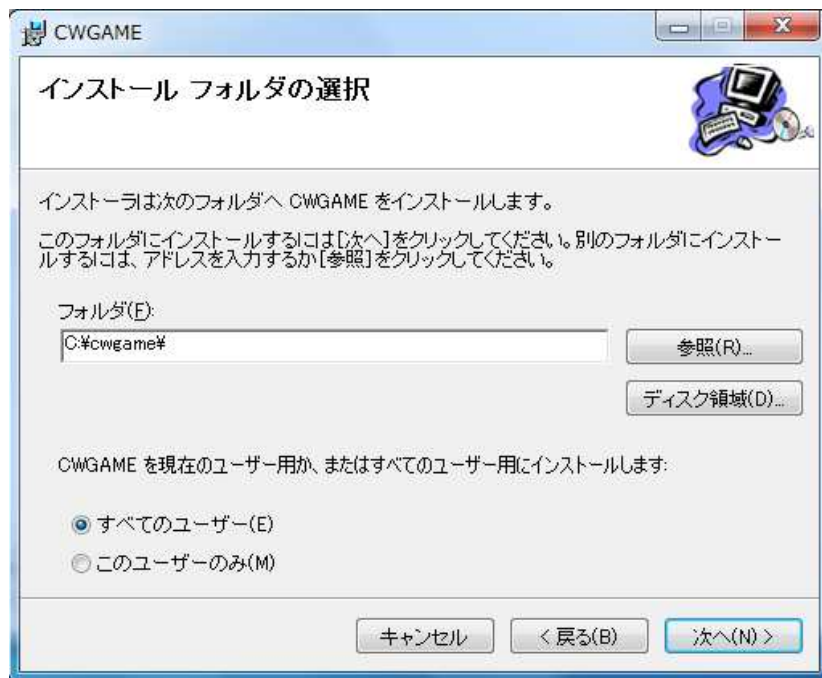 CWGAME
インストール フォルダの選択
インストーラは次のフォルダへ CWGAME をインストールします。
このフォルダにインストールするには[次へ]をクリックしてください。別のフォルダにインストー
ルするには、アドレスを入力するか[参照]をクリックしてください。
フォルダ(F):
C:¥cwgame¥
参照(R)...
ディスク領域(D)...
CWGAME を現在のユーザー用か、またはすべてのユーザー用にインストールします:
すべてのユーザー(E)
このユーザーのみ(M)
キャンセル
< 戻る(B)
次へ(N) >